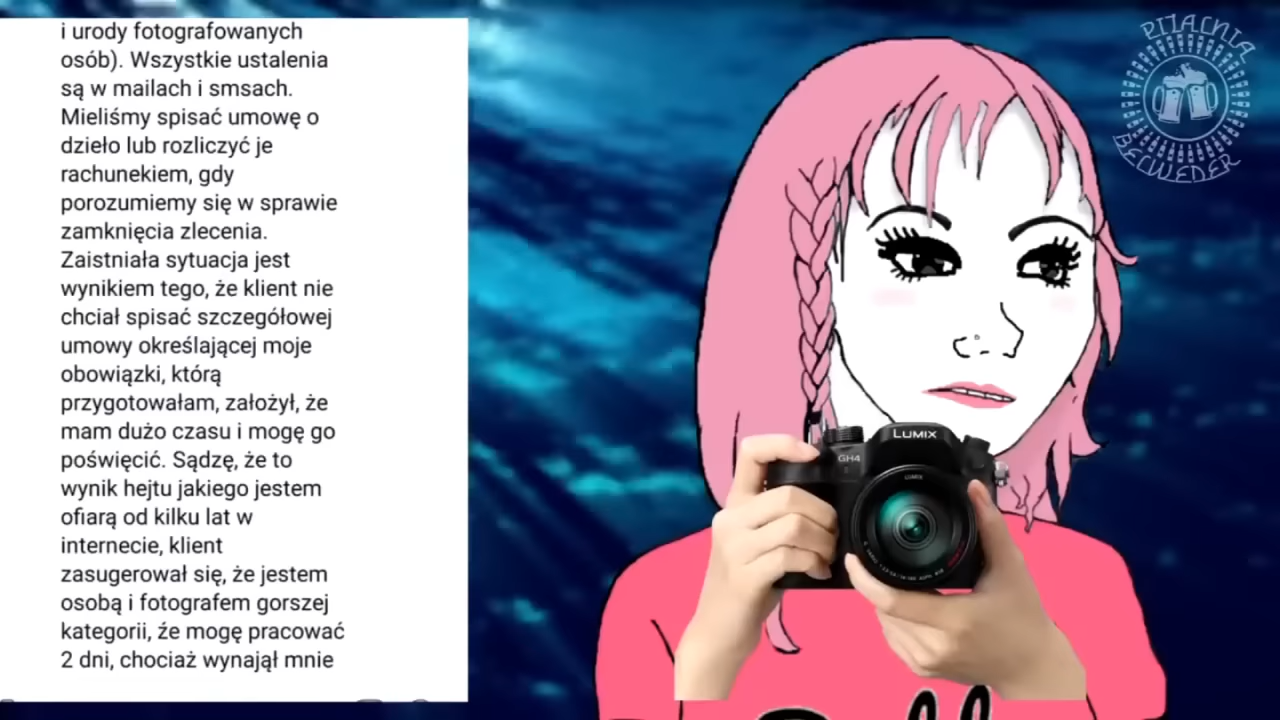 i urody fotografowanych
osób). Wszystkie ustalenia
są w mailach i smsach.
Mieliśmy spisać umowę o
dzieło lub rozliczyć je
rachunekiem, gdy
porozumiemy się w sprawie
zamknięcia zlecenia.
Zaistniała sytuacja jest
wynikiem tego, że klient nie
chciał spisać szczegółowej
umowy określającej moje
obowiązki, którą
przygotowałam, założył, że
mam dużo czasu i mogę go
poświęcić. Sądzę, że to
wynik hejtu jakiego jestem
ofiarą od kilku lat w
internecie, klient
zasugerował się, że jestem
osobą i fotografem gorszej
kategorii, że mogę pracować
2 dni, chociaż wynajął mnie
PIJALNIA
BELWEDER
LUMIX
GH4
LUMIX